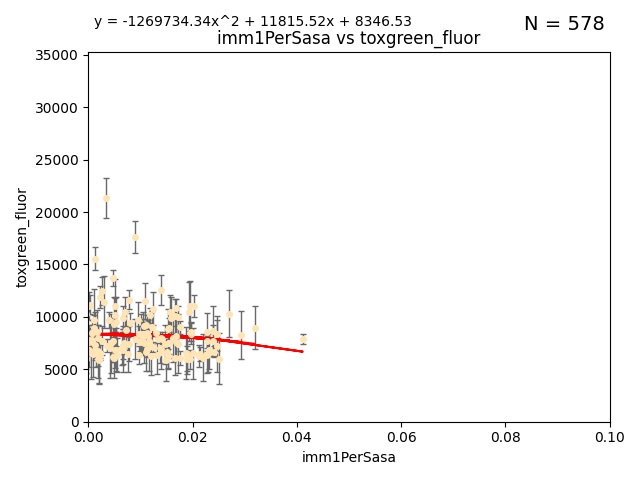 y = -1269734.34x^2 + 11815.52x + 8346.53
N = 578
imm1PerSasa vs toxgreen_fluor
35000
30000
25000
20000
15000
10000
5000
0
toxgreen_fluor
0.00 0.02 0.04 0.06 0.08 0.10
imm1PerSasa